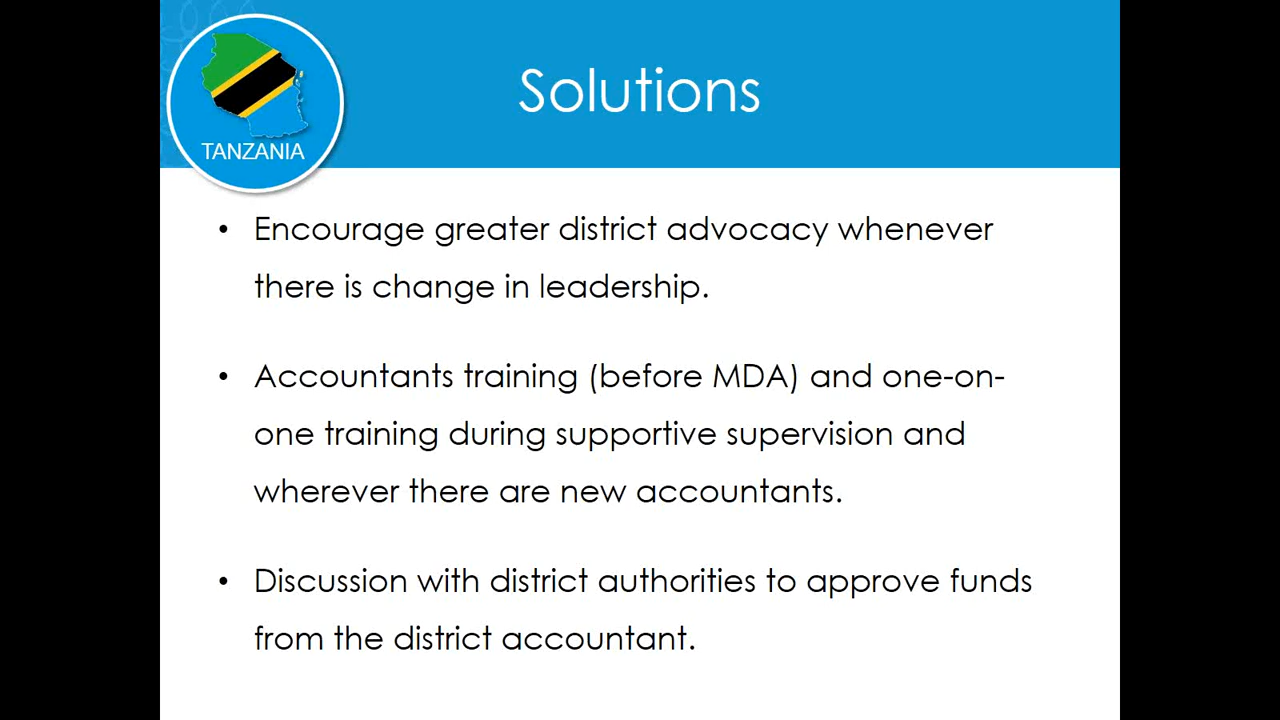 Solutions
TANZANIA
• Encourage greater district advocacy whenever
there is change in leadership.
• Accountants training (before MDA) and one-on-
one training during supportive supervision and
wherever there are new accountants.
• Discussion with district authorities to approve funds
from the district accountant.